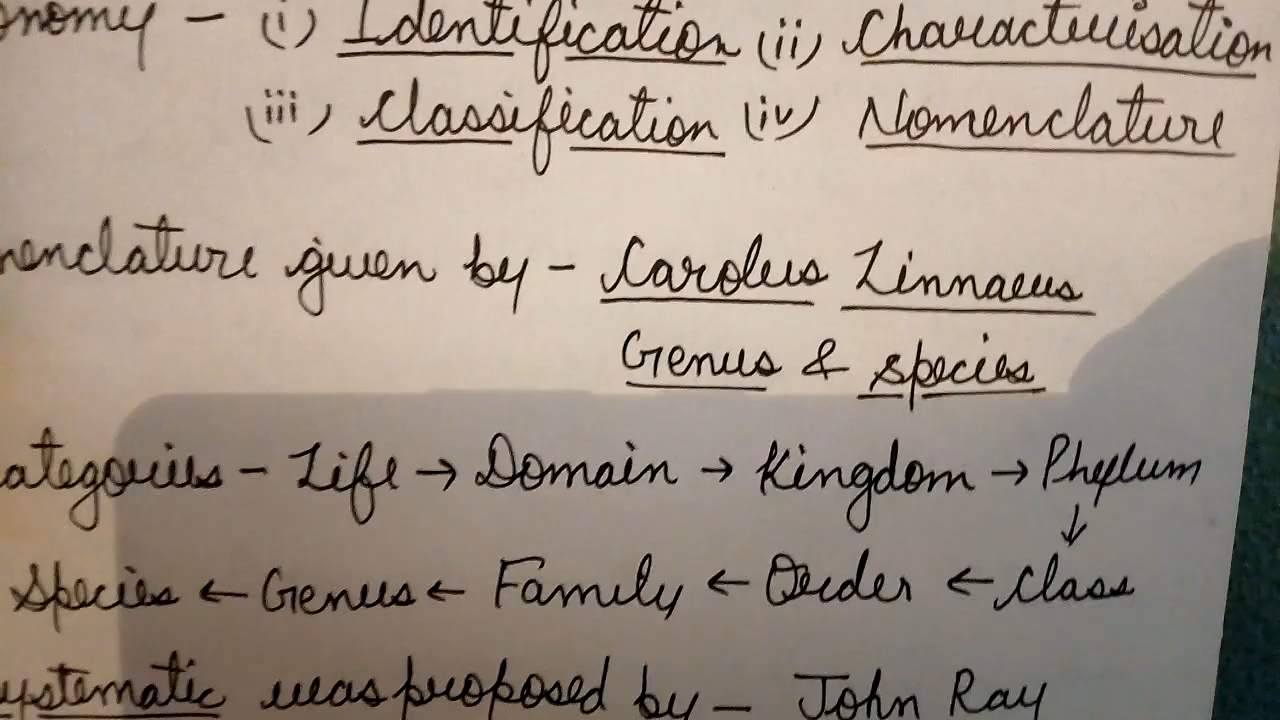 onomy – (i) Identification (ii) Characterisation
(iii) Classification (iv) Nomenclature
nenclature given by – Carolus Linnaeus
Genus & species
ategories – Life → Domain → Kingdom → Phylum
↓
Species ← Genus ← Family ← Order ← Class
ystematic was proposed by – John Ray